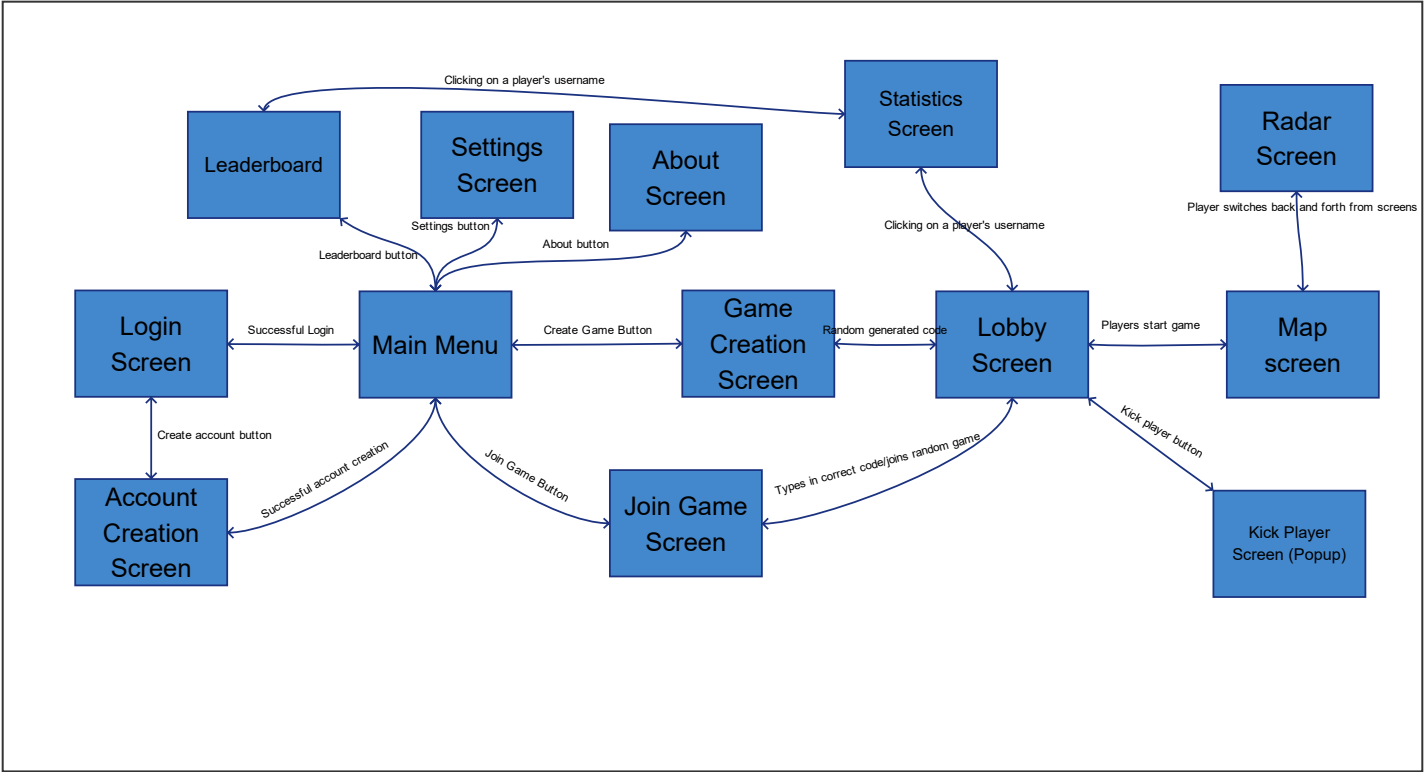 Clicking on a player's username
Statistics
Screen
Radar
Screen
Leaderboard
Settings
Screen
About
Screen
Player switches back and forth from screens
Settings button
Clicking on a player's username
About button
Leaderboard button
Login
Screen
Successful Login
Main Menu
Create Game Button
Game
Creation
Screen
Random generated code
Lobby
Screen
Players start game
Map
screen
Create account button
Successful account creation
Join Game Button
Types in correct code/joins random game
Kick player button
Account
Creation
Screen
Join Game
Screen
Kick Player
Screen (Popup)